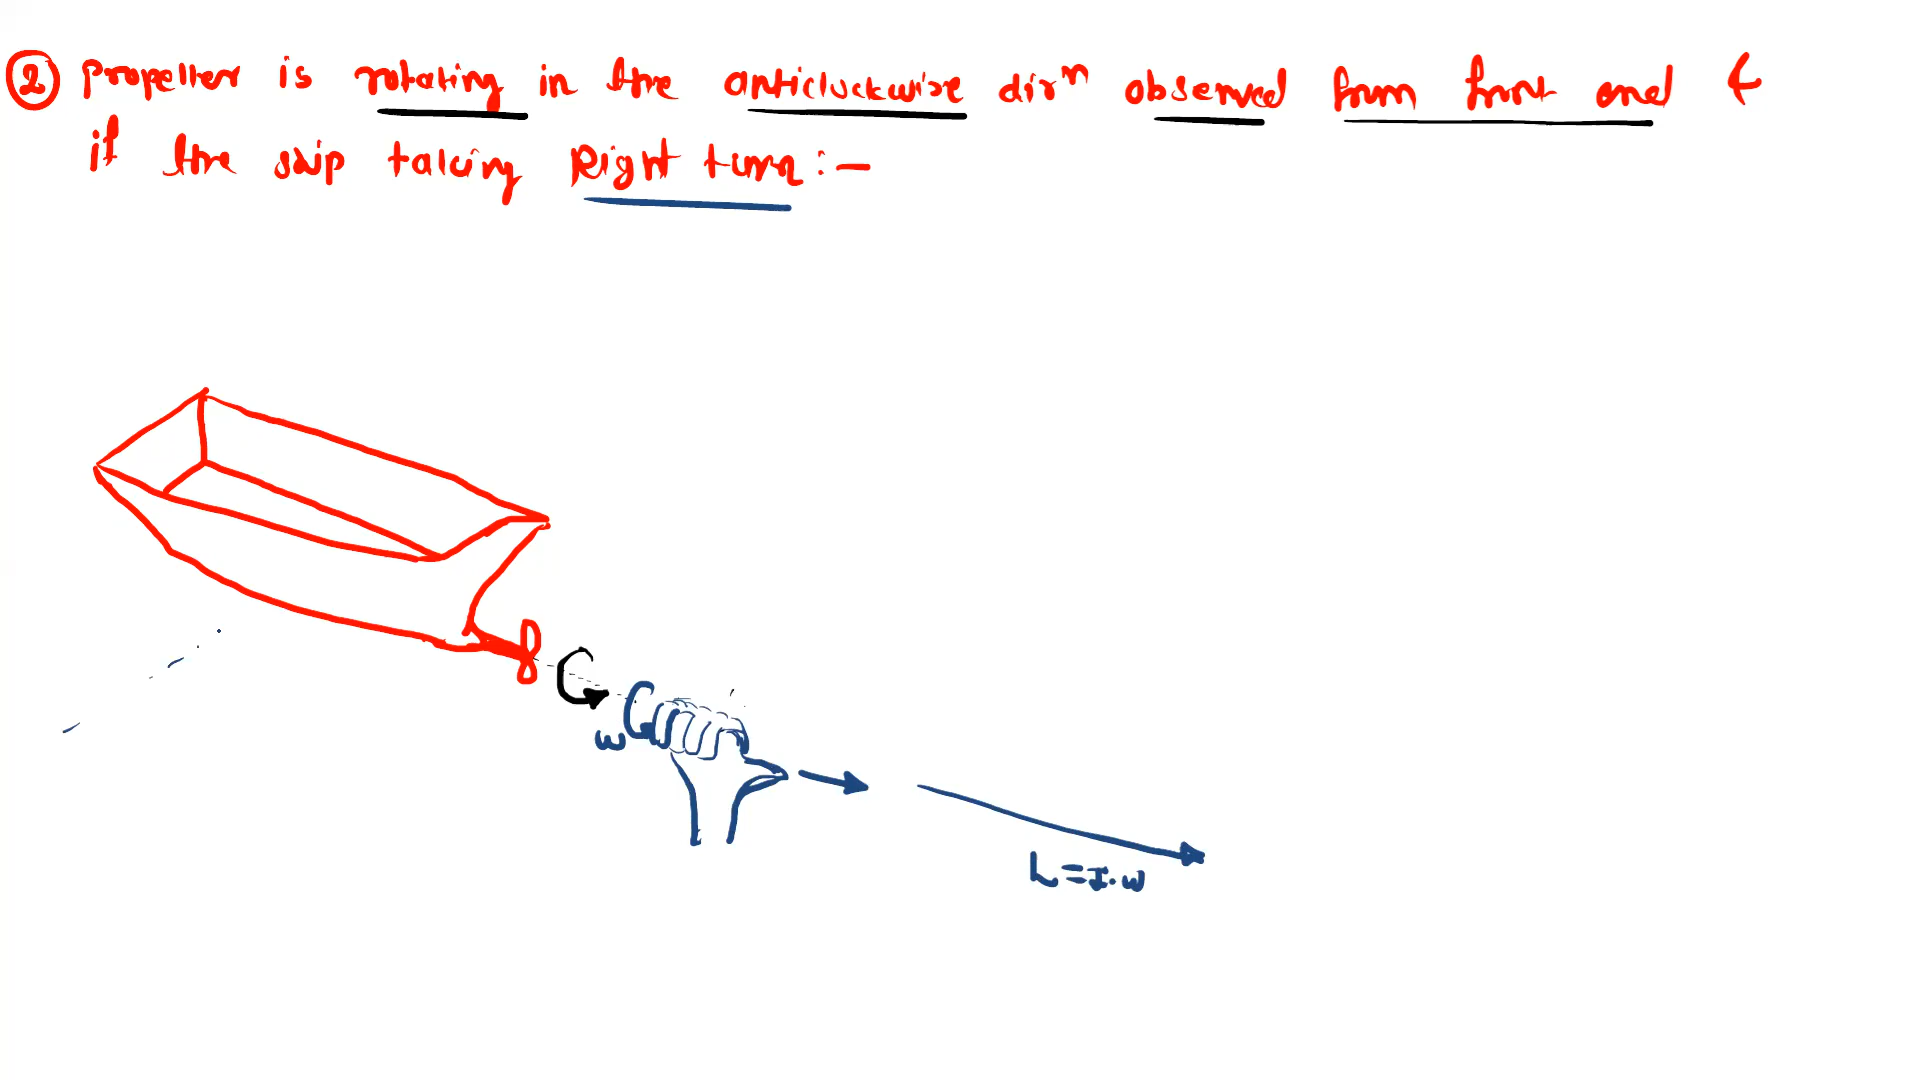 ② Propeller is rotating in the anticlockwise dirⁿ observed from front end &
if the ship taking Right turn :-
ω
L = I.ω